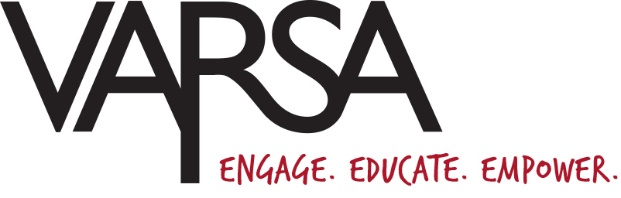 VARSA
ENGAGE. EDUCATE. EMPOWER.